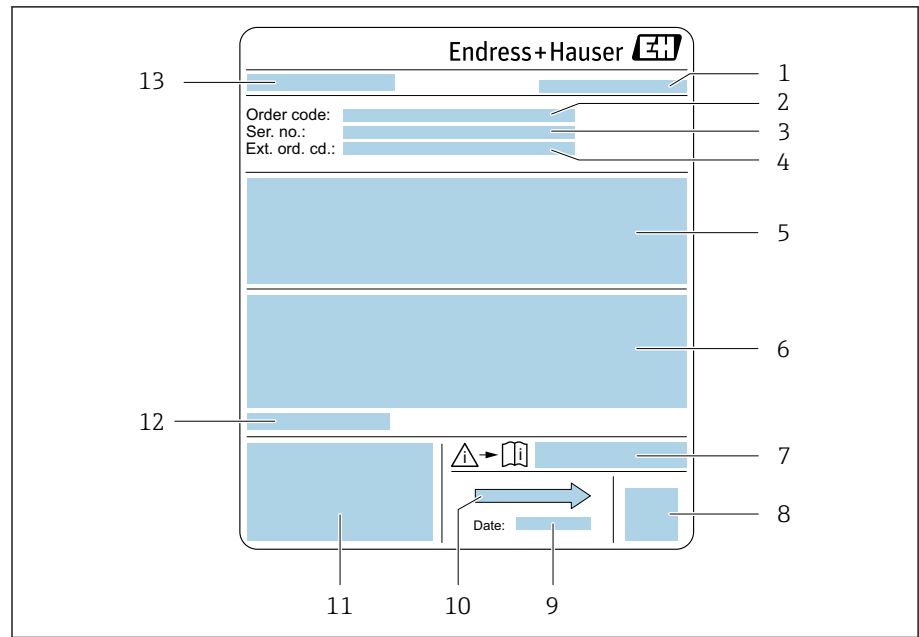 Endress+Hauser EH
13
1
Order code:
2
Ser. no.:
3
Ext. ord. cd.:
4
5
6
12
i i
7
Date:
8
11
10
9